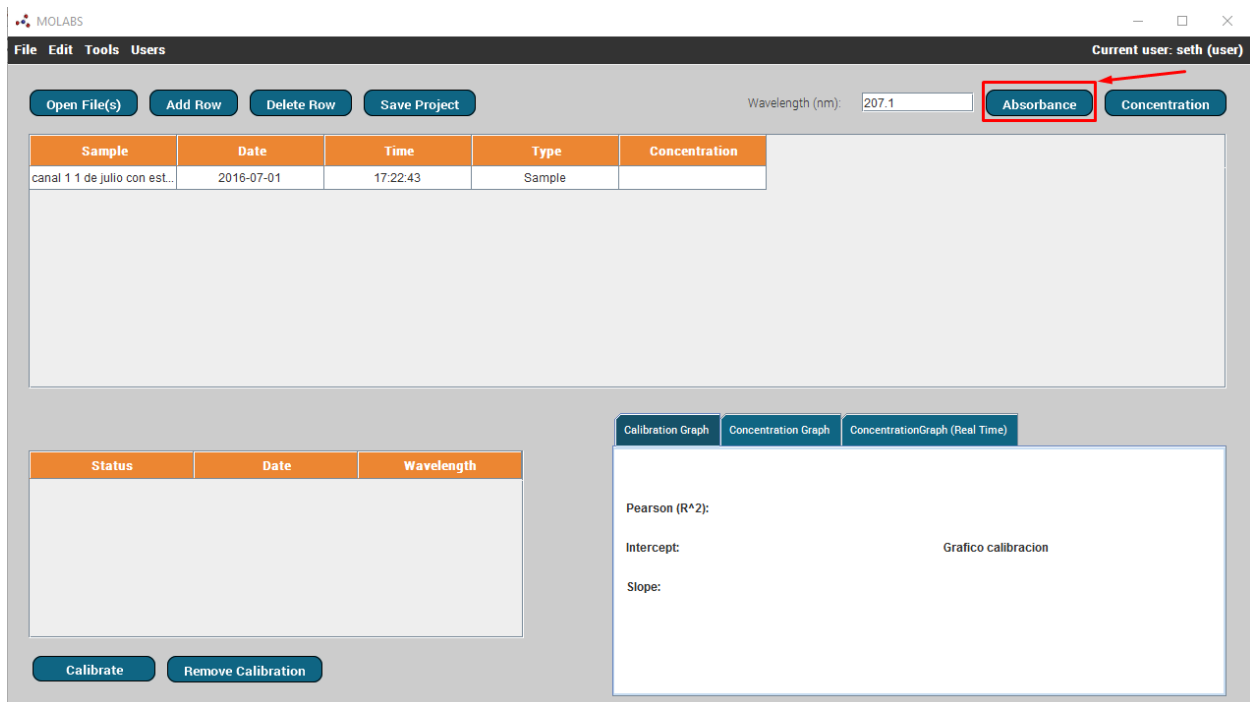 MOLABS
File Edit Tools Users Current user: seth (user)
Open File(s) Add Row Delete Row Save Project Wavelength (nm): 207.1 Absorbance Concentration
Sample Date Time Type Concentration
canal 1 1 de julio con est... 2016-07-01 17:22:43 Sample
Calibration Graph Concentration Graph ConcentrationGraph (Real Time)
Status Date Wavelength
Pearson (R^2):
Intercept: Grafico calibracion
Slope:
Calibrate Remove Calibration